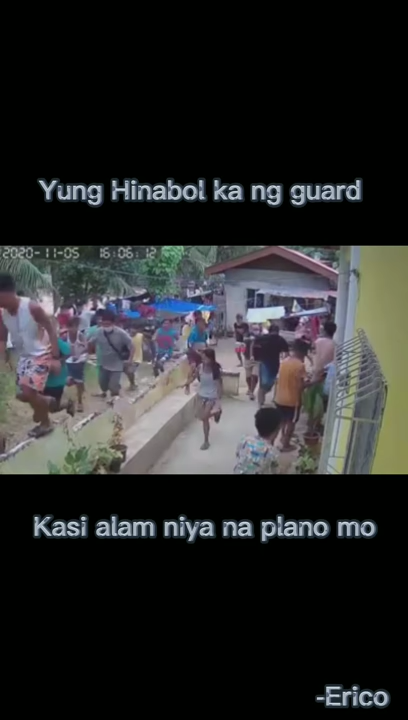 Yung Hinabol ka ng guard
2020-11-05 16:06:12
Kasi alam niya na plano mo
-Erico